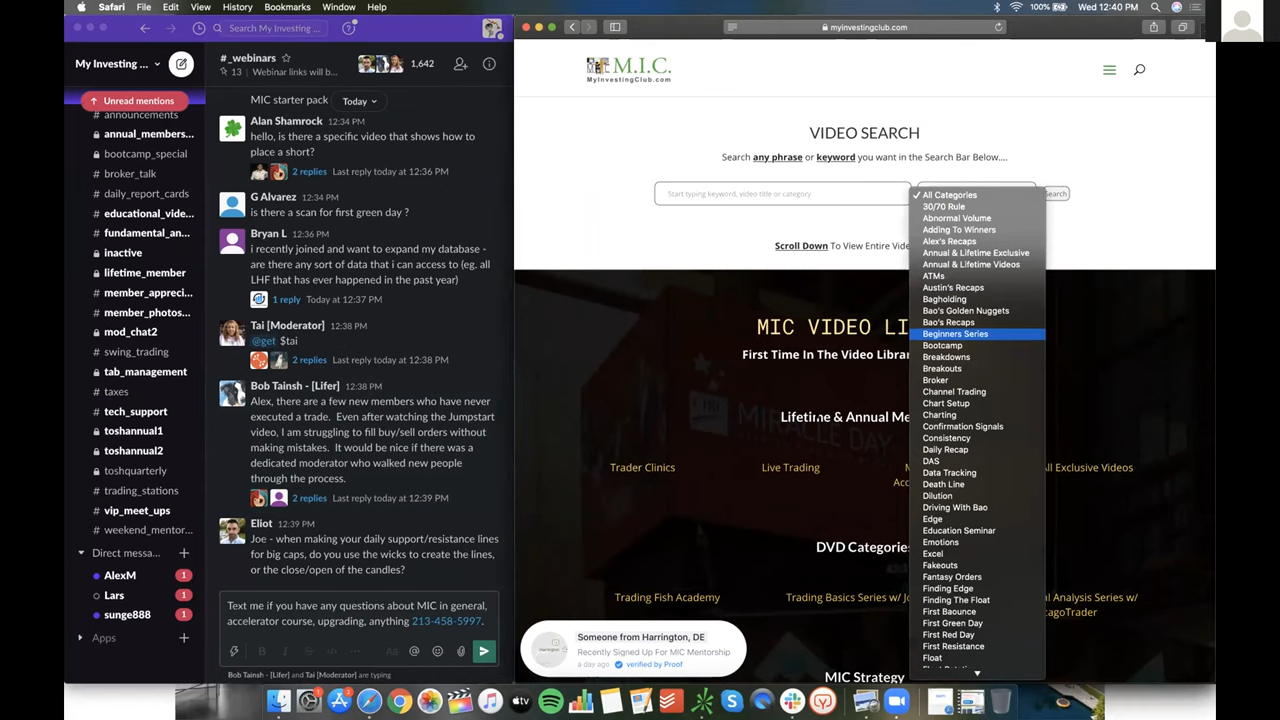 Safari File Edit View History Bookmarks Window Help
Wed 12:40 PM
Search My Investing Club...
My Investing ...
Unread mentions
announcements
annual_members...
bootcamp_special
broker_talk
# daily_report_cards
educational_vide...
fundamental_an...
inactive
lifetime_member
member_appreci...
# member_photos...
mod_chat2
# swing_trading
tab_management
# taxes
tech_support
toshannual1
toshannual2
toshquarterly
# trading_stations
vip_meet_ups
# weekend_mentor...
Direct messa...
AlexM 1
Lars 1
sunge888 1
Apps
#_webinars
13 Webinar links will b...
1,642
MIC starter pack
Today
Alan Shamrock 12:34 PM
hello, is there a specific video that shows how to
place a short?
2 replies Last reply today at 12:36 PM
G Alvarez 12:34 PM
is there a scan for first green day ?
Bryan L 12:36 PM
i recently joined and want to expand my database -
are there any sort of data that i can access to (eg. all
LHF that has ever happened in the past year)
1 reply Today at 12:37 PM
Tai [Moderator] 12:38 PM
@get $tai
2 replies Last reply today at 12:38 PM
Bob Tainsh - [Lifer] 12:38 PM
Alex, there are a few new members who have never
executed a trade. Even after watching the Jumpstart
video, I am struggling to fill buy/sell orders without
making mistakes. It would be nice if there was a
dedicated moderator who walked new people
through the process.
2 replies Last reply today at 12:39 PM
Eliot 12:39 PM
Joe - when making your daily support/resistance lines
for big caps, do you use the wicks to create the lines,
or the close/open of the candles?
Text me if you have any questions about MIC in general,
accelerator course, upgrading, anything 213-458-5997.
Bob Tainsh - [Lifer] and Tai [Moderator] are typing
myinvestingclub.com
M.I.C.
MyInvestingClub.com
VIDEO SEARCH
Search any phrase or keyword you want in the Search Bar Below....
Start typing keyword, video title or category
Search
Scroll Down To View Entire Vide
MIC VIDEO LI
First Time In The Video Librar
Lifetime & Annual Me
Trader Clinics
Live Trading
All Exclusive Videos
DVD Categorie
Trading Fish Academy
Trading Basics Series w/ Jo
al Analysis Series w/
cagoTrader
MIC Strategy
All Categories
30/70 Rule
Abnormal Volume
Adding To Winners
Alex's Recaps
Annual & Lifetime Exclusive
Annual & Lifetime Videos
ATMs
Austin's Recaps
Bagholding
Bao's Golden Nuggets
Bao's Recaps
Beginners Series
Bootcamp
Breakdowns
Breakouts
Broker
Channel Trading
Chart Setup
Charting
Confirmation Signals
Consistency
Daily Recap
DAS
Data Tracking
Death Line
Dilution
Driving With Bao
Edge
Education Seminar
Emotions
Excel
Fakeouts
Fantasy Orders
Finding Edge
Finding The Float
First Baounce
First Green Day
First Red Day
First Resistance
Float
Someone from Harrington, DE
Recently Signed Up For MIC Mentorship
a day ago verified by Proof